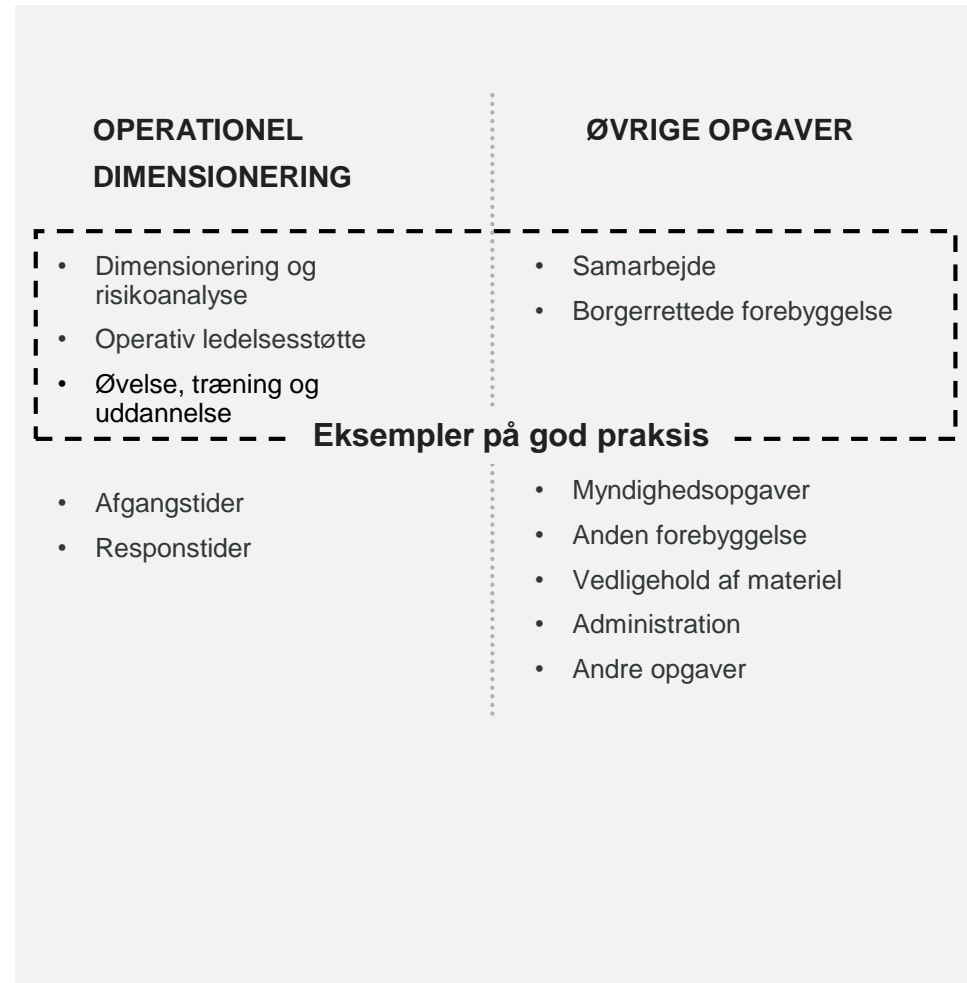 OPERATIONEL
DIMENSIONERING
• Dimensionering og
risikoanalyse
• Operativ ledelsesstøtte
• Øvelse, træning og
uddannelse
ØVRIGE OPGAVER
• Samarbejde
• Borgerrettede forebyggelse
Eksempler på god praksis
• Afgangstider
• Responstider
• Myndighedsopgaver
• Anden forebyggelse
• Vedligehold af materiel
• Administration
• Andre opgaver